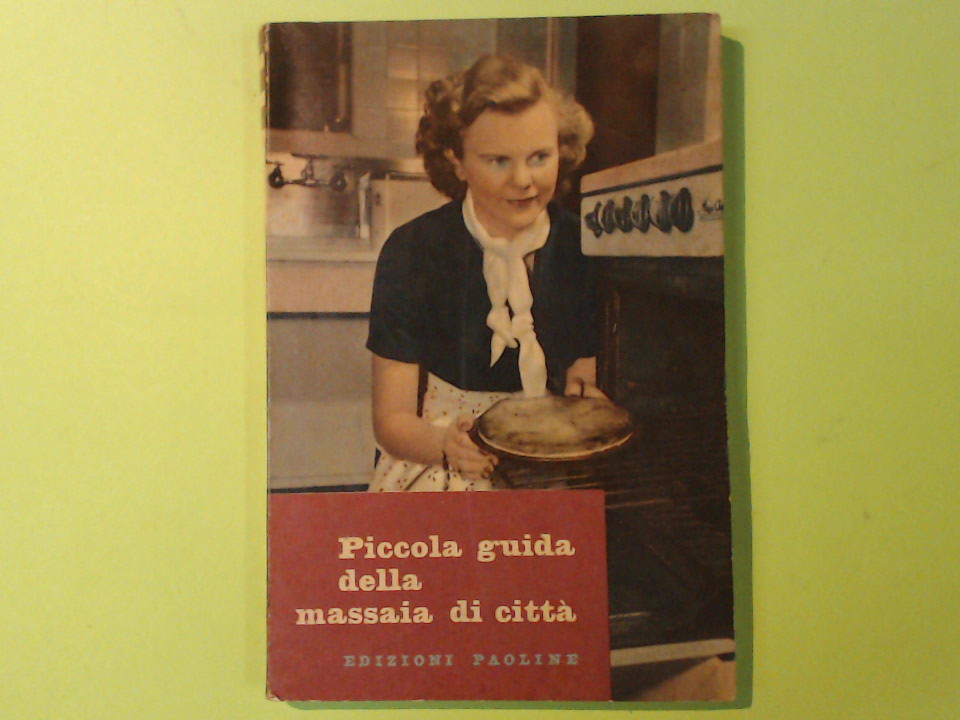 Piccola guida
della
massaia di città
EDIZIONI PAOLINE